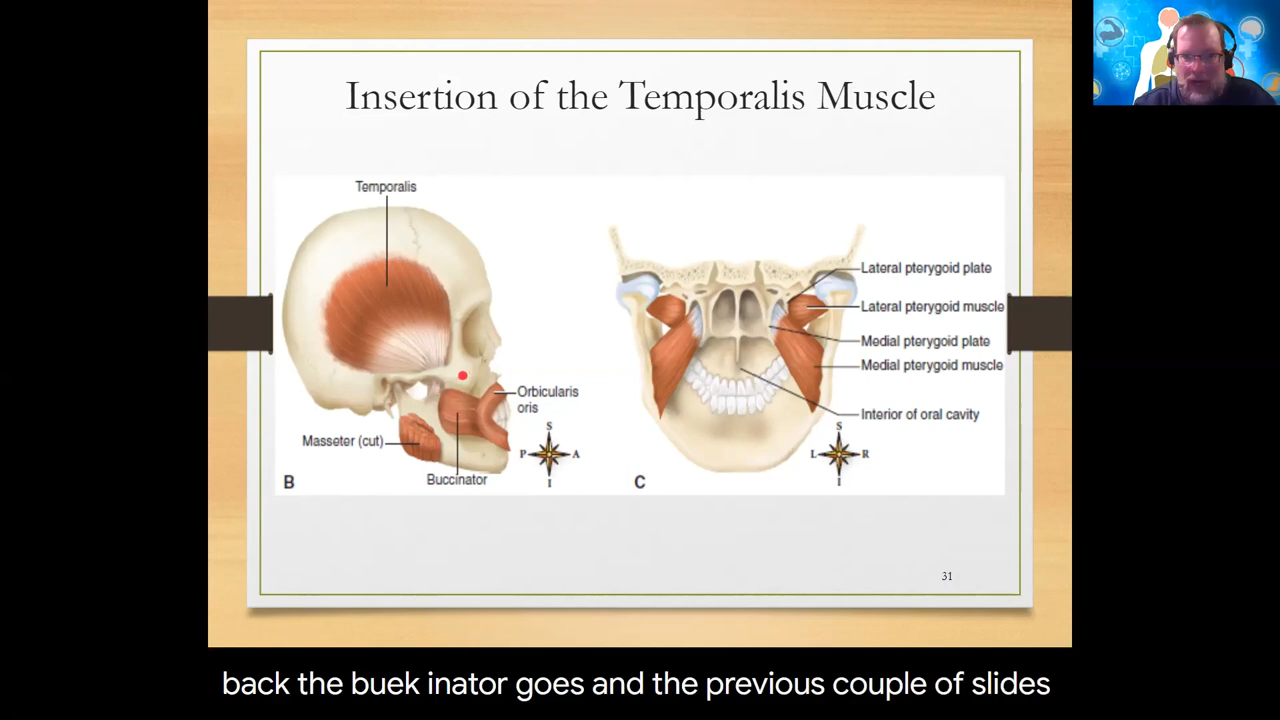 Insertion of the Temporalis Muscle
Temporalis
Orbicularis
oris
Masseter (cut)
Buccinator
S
P
A
I
B
Lateral pterygoid plate
Lateral pterygoid muscle
Medial pterygoid plate
Medial pterygoid muscle
Interior of oral cavity
S
L
R
I
C
31
back the buek inator goes and the previous couple of slides